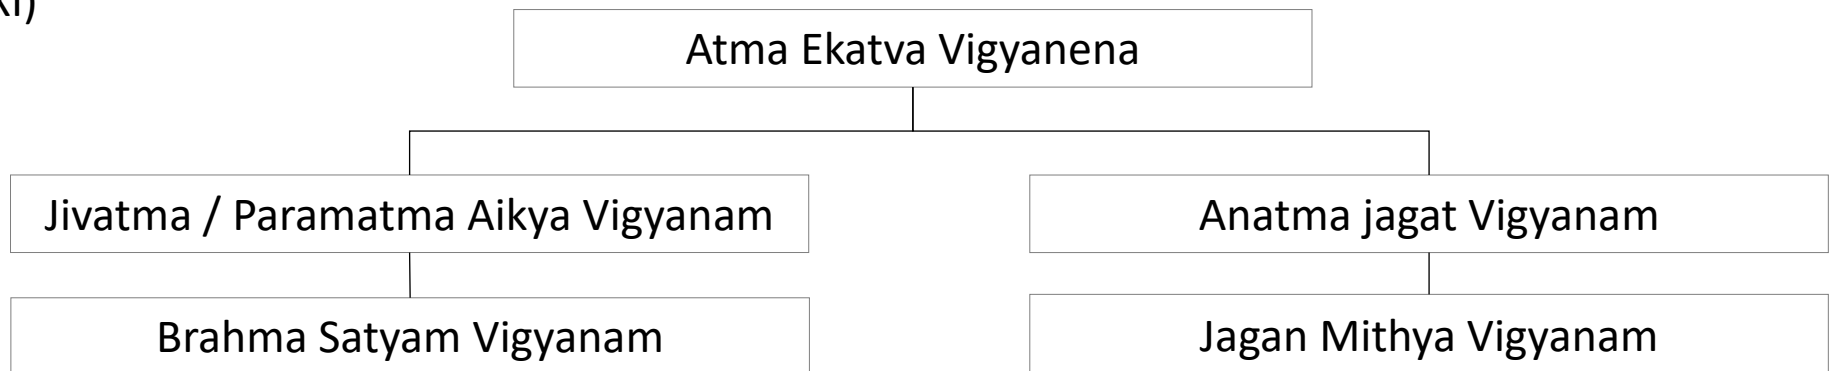 Atma Ekatva Vigyanena
Jivatma / Paramatma Aikya Vigyanam
Anatma jagat Vigyanam
Brahma Satyam Vigyanam
Jagan Mithya Vigyanam